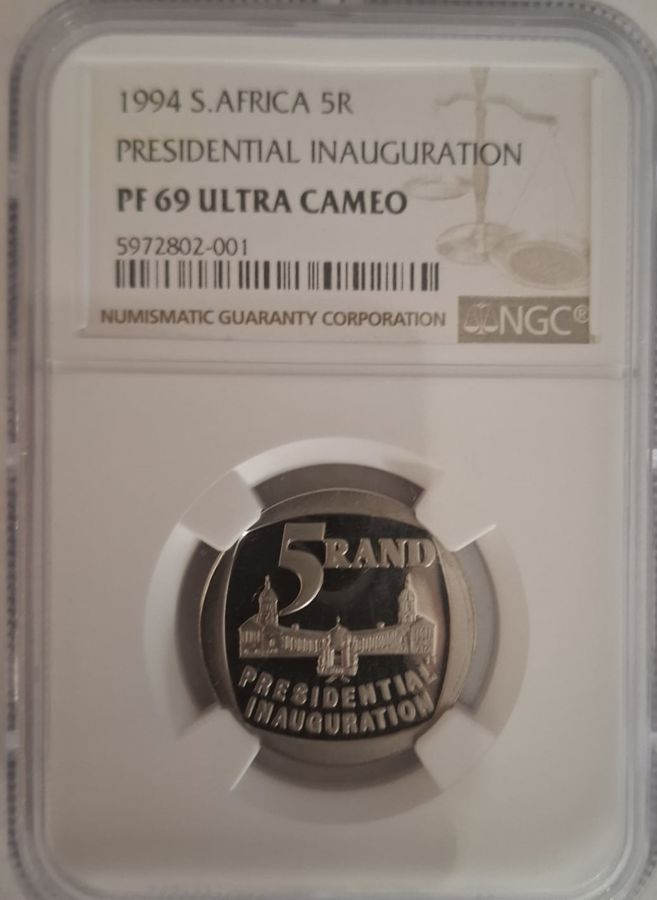 1994 S.AFRICA 5R
PRESIDENTIAL INAUGURATION
PF 69 ULTRA CAMEO
5972802-001
NUMISMATIC GUARANTY CORPORATION NGC®
5 RAND
PRESIDENTIAL
INAUGURATION